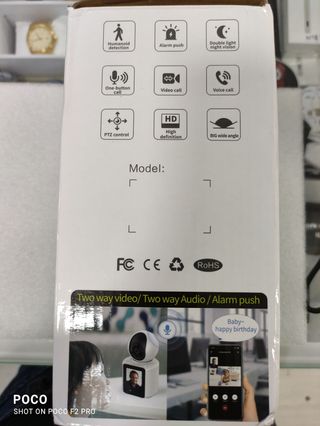 Humanoid
detection
Alarm push
Double light
night vision
One-button
call
Video call
Voice call
PTZ control
HD
High
definition
BIG wide angle
Model:
FC CE RoHS
Two way video/ Two way Audio / Alarm push
Baby~
happy birthday
POCO
SHOT ON POCO F2 PRO